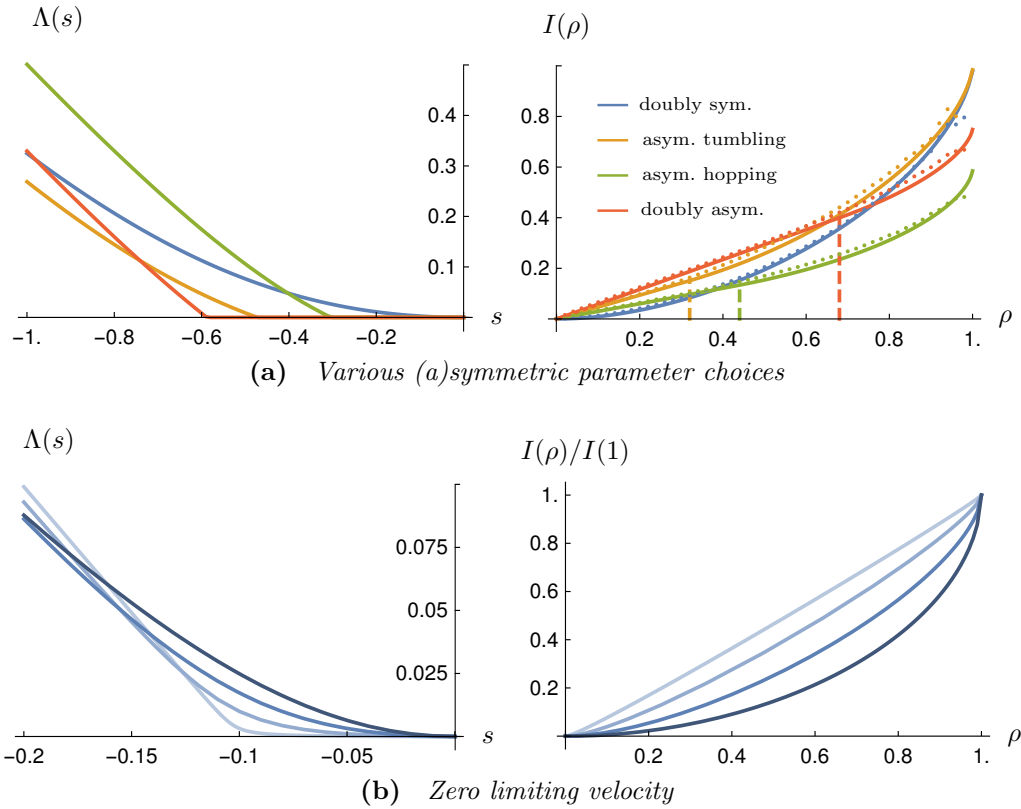 Λ(s)
0.4
0.3
0.2
0.1
-1. -0.8 -0.6 -0.4 -0.2 s
I(ρ)
0.8
0.6
0.4
0.2
doubly sym.
asym. tumbling
asym. hopping
doubly asym.
0.2 0.4 0.6 0.8 1. ρ
(a) Various (a)symmetric parameter choices
Λ(s)
0.075
0.05
0.025
-0.2 -0.15 -0.1 -0.05 s
I(ρ)/I(1)
1.
0.8
0.6
0.4
0.2
0.2 0.4 0.6 0.8 1. ρ
(b) Zero limiting velocity